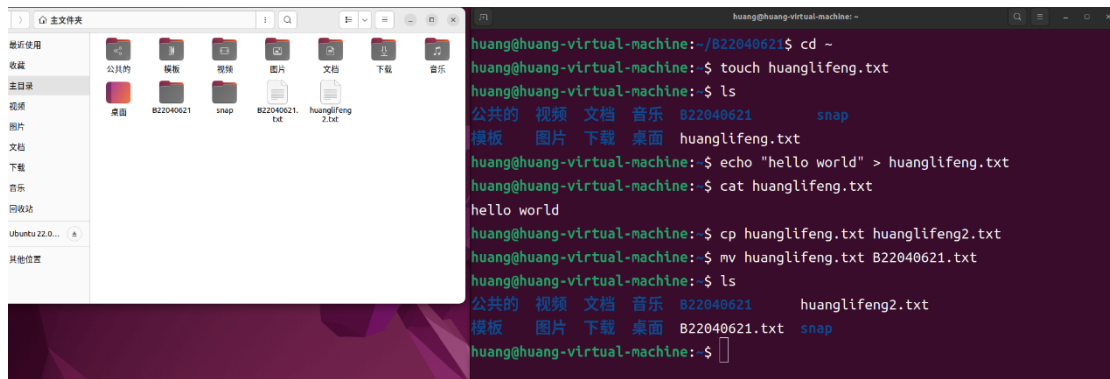 主文件夹
最近使用
收藏
主目录
视频
图片
文档
下载
音乐
回收站
Ubuntu 22.0...
其他位置
公共的 模板 视频 图片 文档 下载 音乐
桌面 B22040621 snap B22040621.txt huanglifeng2.txt
huang@huang-virtual-machine: ~
huang@huang-virtual-machine:~/B22040621$ cd ~
huang@huang-virtual-machine:~$ touch huanglifeng.txt
huang@huang-virtual-machine:~$ ls
公共的 视频 文档 音乐 B22040621 snap
模板 图片 下载 桌面 huanglifeng.txt
huang@huang-virtual-machine:~$ echo "hello world" > huanglifeng.txt
huang@huang-virtual-machine:~$ cat huanglifeng.txt
hello world
huang@huang-virtual-machine:~$ cp huanglifeng.txt huanglifeng2.txt
huang@huang-virtual-machine:~$ mv huanglifeng.txt B22040621.txt
huang@huang-virtual-machine:~$ ls
公共的 视频 文档 音乐 B22040621 huanglifeng2.txt
模板 图片 下载 桌面 B22040621.txt snap
huang@huang-virtual-machine:~$